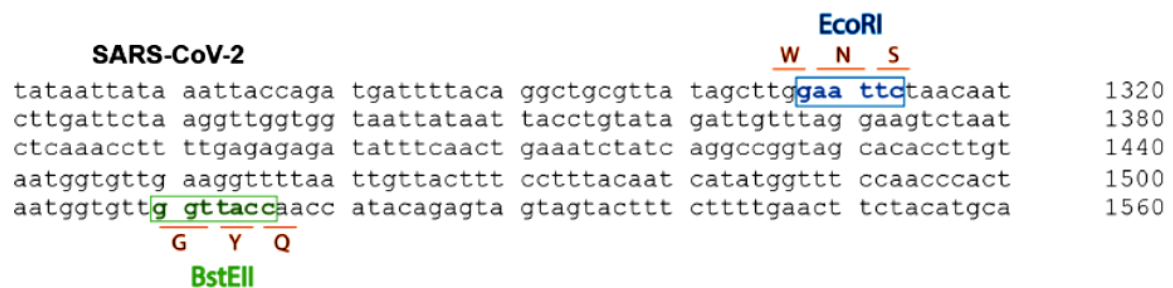 EcoRI
SARS-CoV-2
W N S
tataattata aattaccaga tgattttaca ggctgcgtta tagcttggaa ttctaacaat 1320
cttgattcta aggttggtgg taattataat tacctgtata gattgtttag gaagtctaat 1380
ctcaaacctt ttgagagaga tatttcaact gaaatctatc aggccggtag cacaccttgt 1440
aatggtgttg aaggttttaa ttgttacttt cctttacaat catatggttt ccaacccact 1500
aatggtgttg gttaccaacc atacagagta gtagtacttt cttttgaact tctacatgca 1560
G Y Q
BstEII